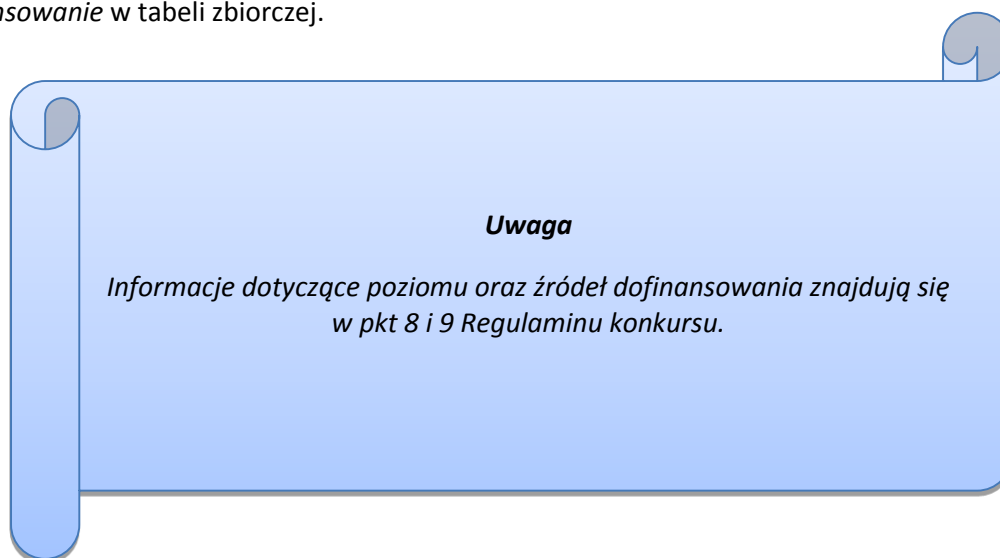 nsowanie w tabeli zbiorczej.
Uwaga
Informacje dotyczące poziomu oraz źródeł dofinansowania znajdują się
w pkt 8 i 9 Regulaminu konkursu.